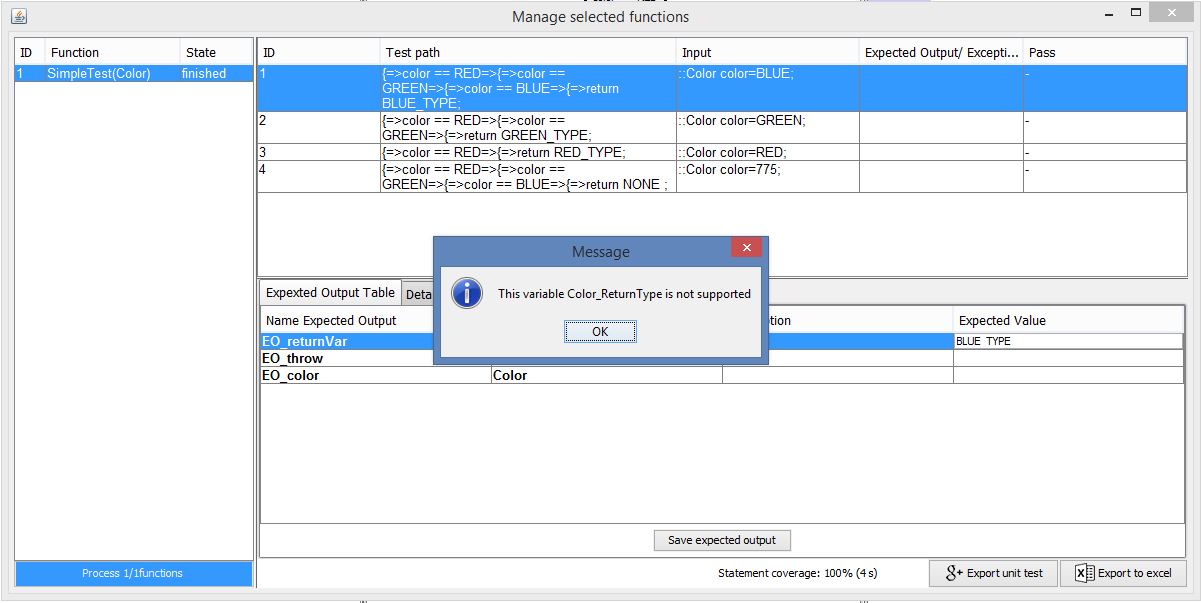 Manage selected functions
ID Function State
1 SimpleTest(Color) finished
Process 1/1functions
ID Test path Input Expected Output/ Excepti... Pass
1 {=>color == RED=>{=>color == ::Color color=BLUE; -
GREEN=>{=>color == BLUE=>{=>return
BLUE_TYPE;
2 {=>color == RED=>{=>color == ::Color color=GREEN; -
GREEN=>{=>return GREEN_TYPE;
3 {=>color == RED=>{=>return RED_TYPE; ::Color color=RED; -
4 {=>color == RED=>{=>color == ::Color color=775; -
GREEN=>{=>color == BLUE=>{=>return NONE ;
Message
This variable Color_ReturnType is not supported
OK
Expexted Output Table Deta
Name Expected Output tion Expected Value
EO_returnVar BLUE_TYPE
EO_throw
EO_color Color
Save expected output
Statement coverage: 100% (4 s) Export unit test Export to excel